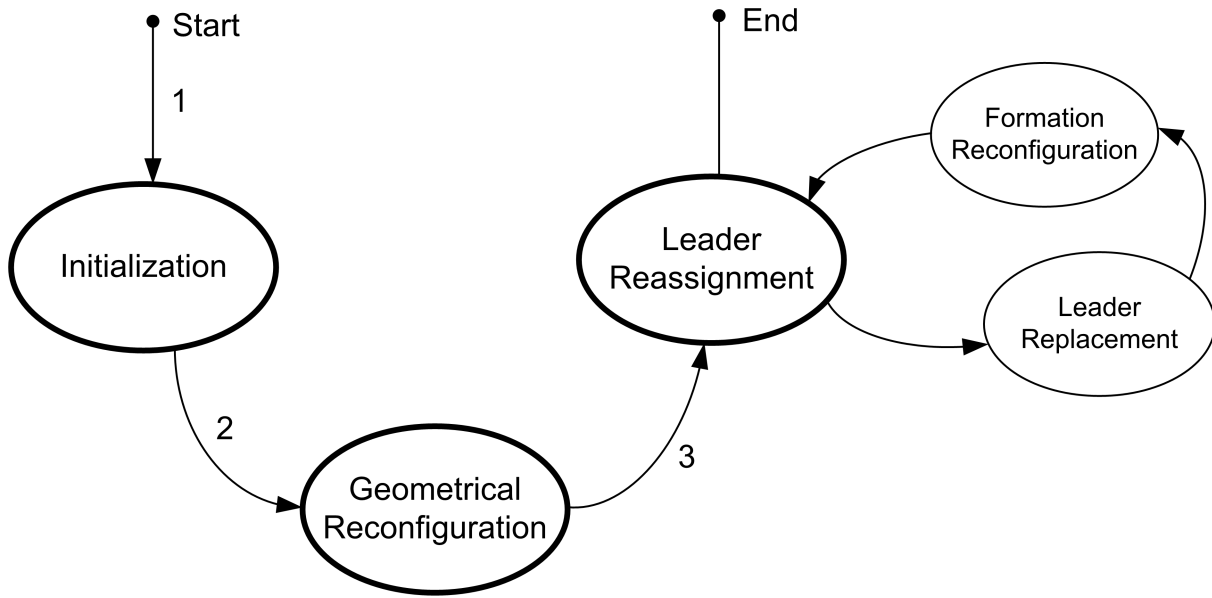 Start
1
Initialization
2
Geometrical
Reconfiguration
3
Leader
Reassignment
End
Formation
Reconfiguration
Leader
Replacement